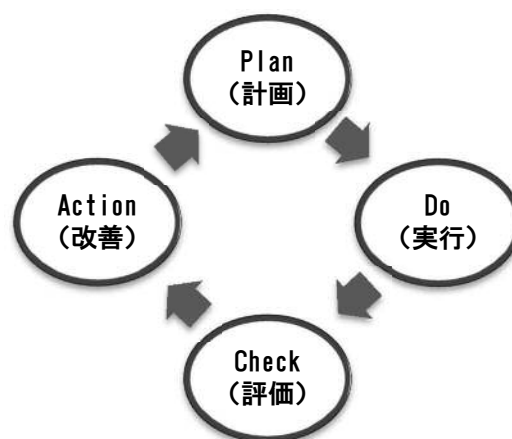 Plan
（計画）
Do
（実行）
Check
（評価）
Action
（改善）